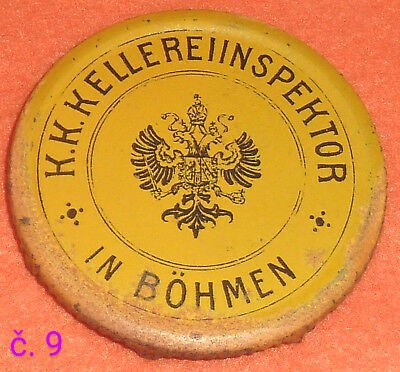 K.K.KELLEREIINSPEKTOR
IN BÖHMEN
č. 9